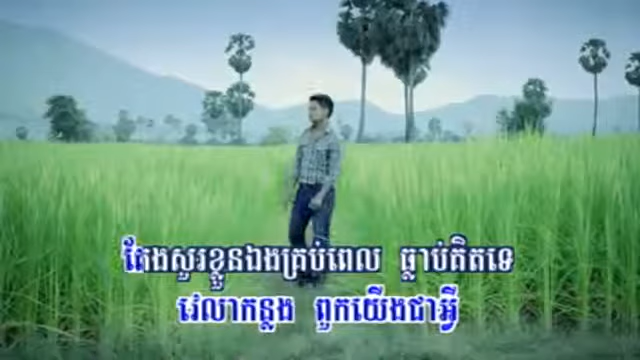 តែងសួរខ្លួនឯងគ្រប់ពេល ធ្លាប់គិតទេ
វេលាកន្លង ពួកយើងជាអ្វី